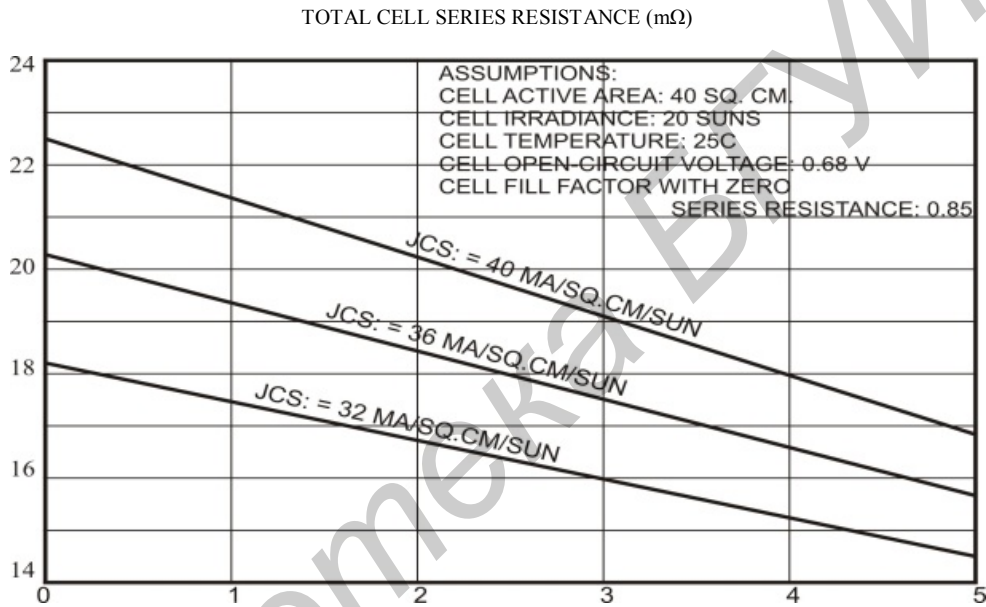 TOTAL CELL SERIES RESISTANCE (mΩ)
24
ASSUMPTIONS:
CELL ACTIVE AREA: 40 SQ. CM.
CELL IRRADIANCE: 20 SUNS
CELL TEMPERATURE: 25C
CELL OPEN-CIRCUIT VOLTAGE: 0.68 V
CELL FILL FACTOR WITH ZERO
SERIES RESISTANCE: 0.85
22
20
18
16
14
JCS: = 40 MA/SQ.CM/SUN
JCS: = 36 MA/SQ.CM/SUN
JCS: = 32 MA/SQ.CM/SUN
0 1 2 3 4 5